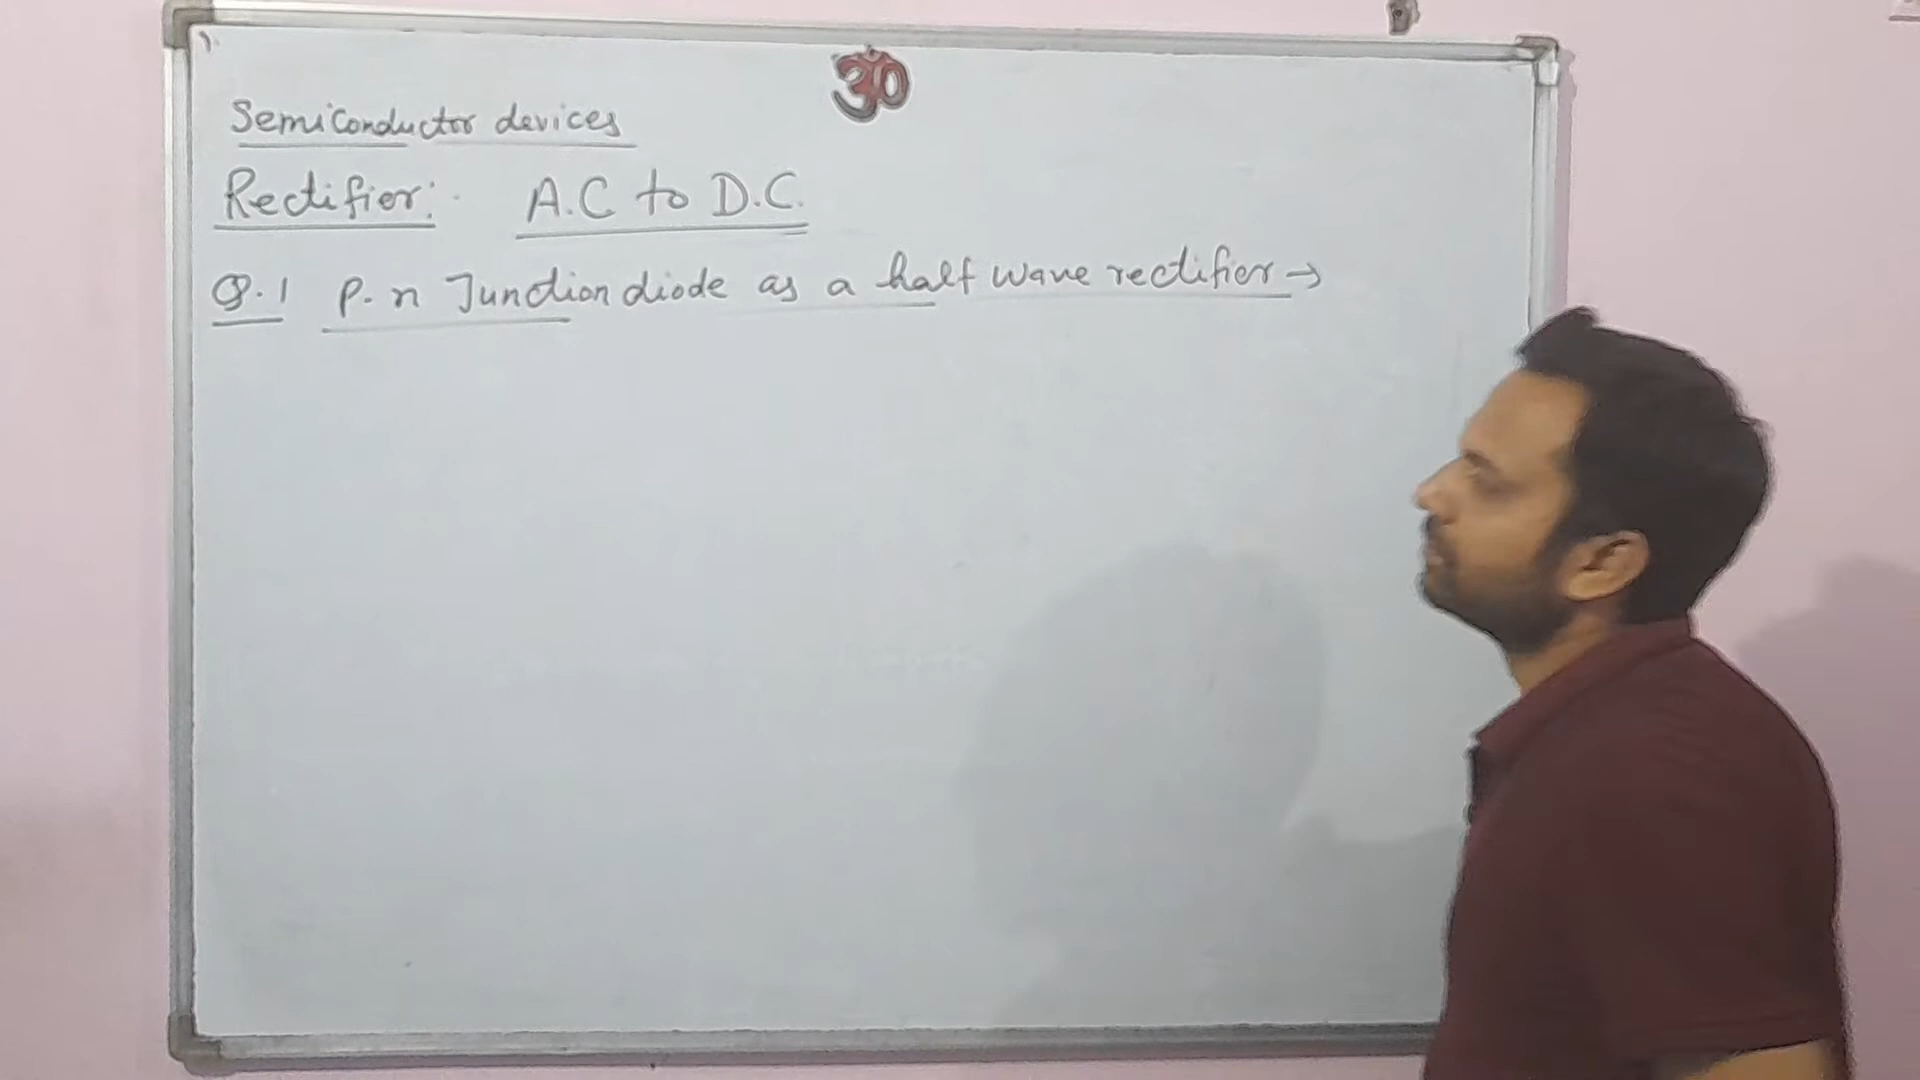 ॐ
Semiconductor devices
Rectifier:- A.C to D.C.
Q.1 P-n Junction diode as a half wave rectifier →